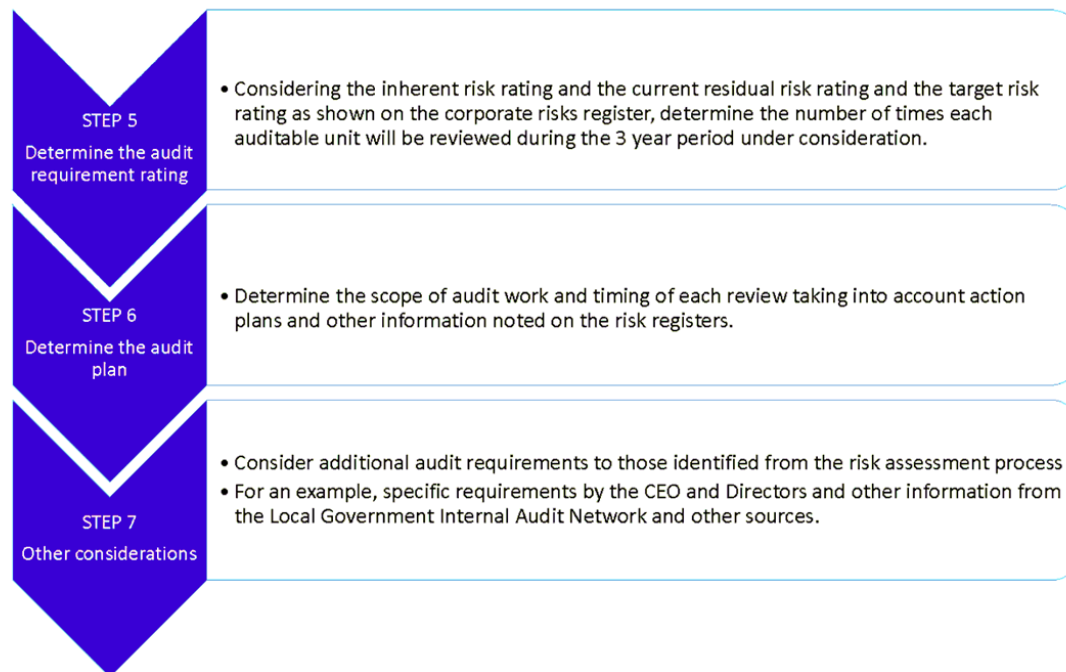 STEP 5
Determine the audit
requirement rating
• Considering the inherent risk rating and the current residual risk rating and the target risk
rating as shown on the corporate risks register, determine the number of times each
auditable unit will be reviewed during the 3 year period under consideration.
STEP 6
Determine the audit
plan
• Determine the scope of audit work and timing of each review taking into account action
plans and other information noted on the risk registers.
STEP 7
Other considerations
• Consider additional audit requirements to those identified from the risk assessment process
• For an example, specific requirements by the CEO and Directors and other information from
the Local Government Internal Audit Network and other sources.